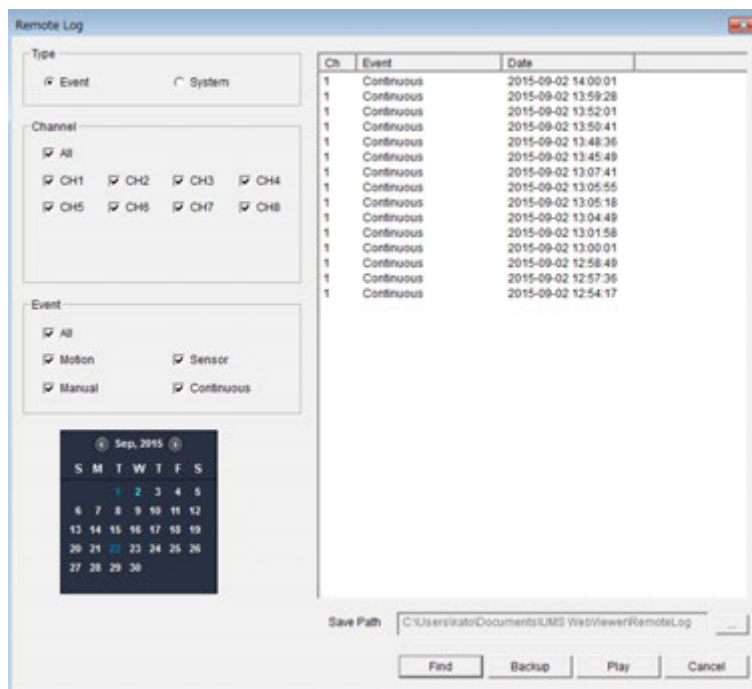 Remote Log
Type
Event System
Channel
All
CH1 CH2 CH3 CH4
CH5 CH6 CH7 CH8
Event
All
Motion Sensor
Manual Continuous
Sep, 2015
S M T W T F S
1 2 3 4 5
6 7 8 9 10 11 12
13 14 15 16 17 18 19
20 21 22 23 24 25 26
27 28 29 30
Ch Event Date
1 Continuous 2015-09-02 14:00:01
1 Continuous 2015-09-02 13:59:28
1 Continuous 2015-09-02 13:52:01
1 Continuous 2015-09-02 13:50:41
1 Continuous 2015-09-02 13:48:36
1 Continuous 2015-09-02 13:45:49
1 Continuous 2015-09-02 13:07:41
1 Continuous 2015-09-02 13:05:55
1 Continuous 2015-09-02 13:05:18
1 Continuous 2015-09-02 13:04:49
1 Continuous 2015-09-02 13:01:58
1 Continuous 2015-09-02 13:00:01
1 Continuous 2015-09-02 12:58:49
1 Continuous 2015-09-02 12:57:36
1 Continuous 2015-09-02 12:54:17
Save Path C:\Users\kato\Documents\UMS WebViewer\RemoteLog ...
Find Backup Play Cancel